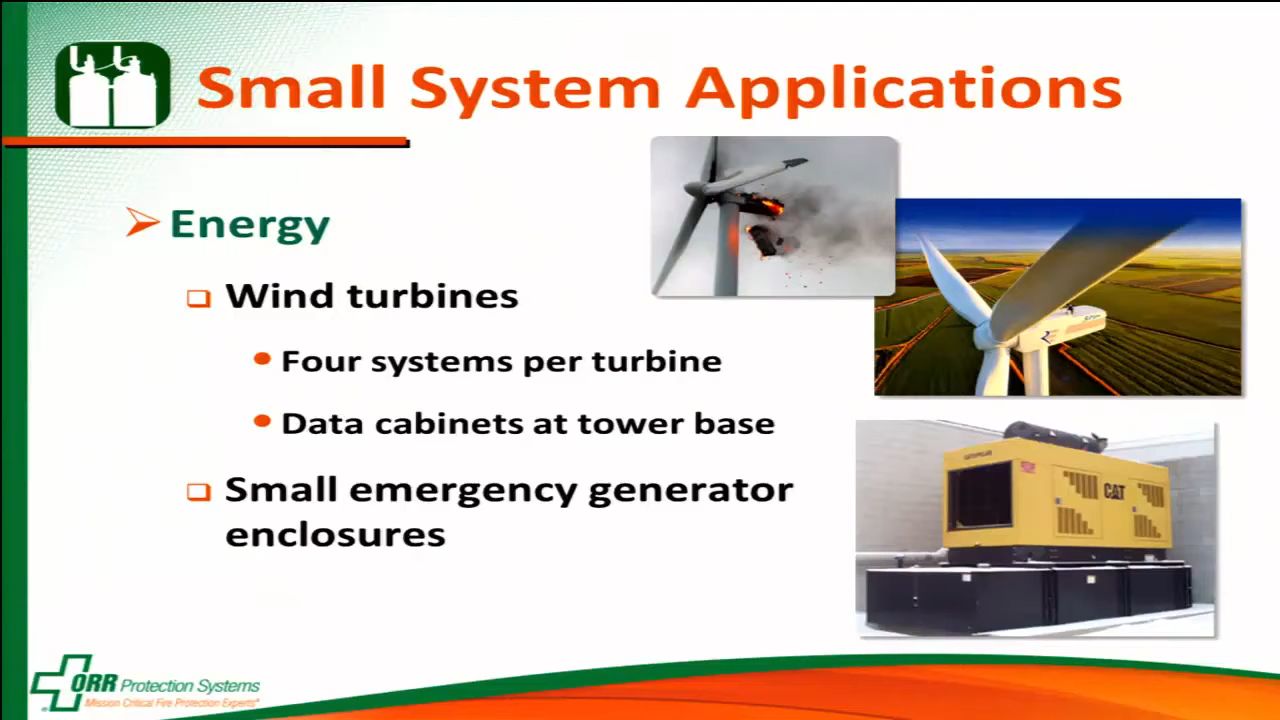 Small System Applications
Energy
Wind turbines
Four systems per turbine
Data cabinets at tower base
Small emergency generator
enclosures
CATERPILLAR
CAT
ORR Protection Systems
Mission Critical Fire Protection Experts